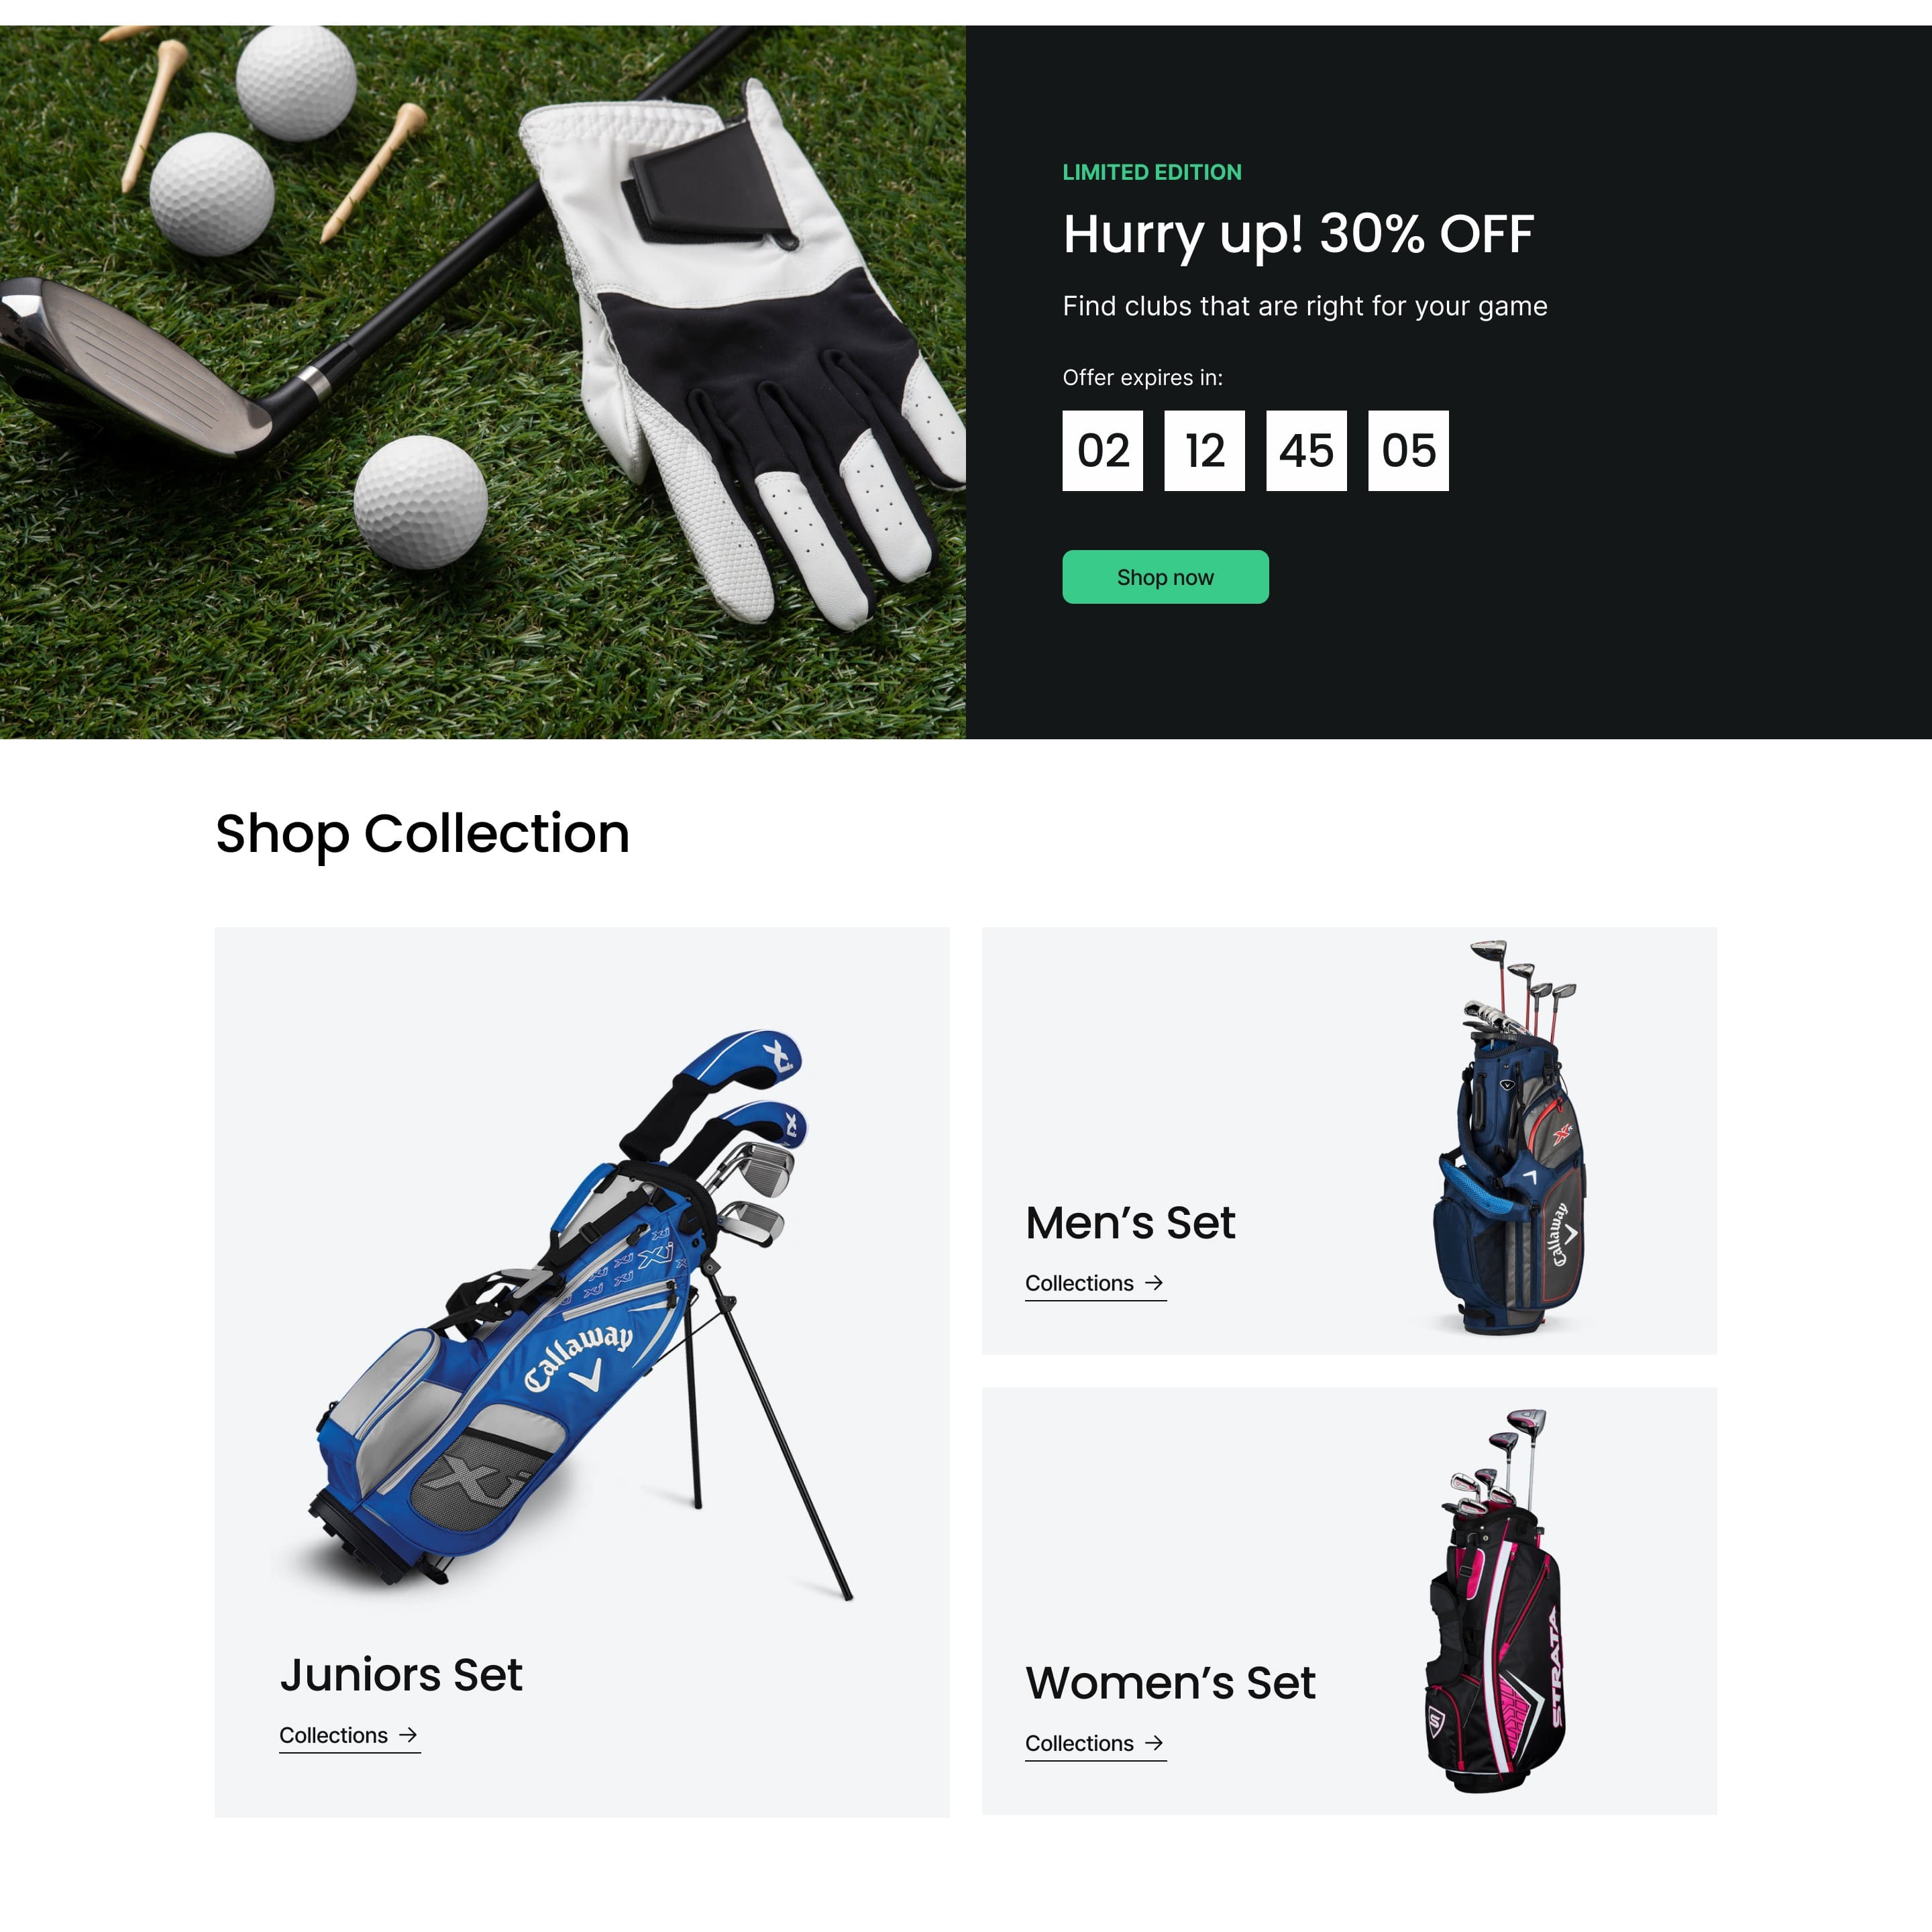 LIMITED EDITION
Hurry up! 30% OFF
Find clubs that are right for your game
Offer expires in:
02 12 45 05
Shop now
Shop Collection
Xj
Xj
Callaway
Xj
Juniors Set
Collections →
Callaway
Men’s Set
Collections →
STRATA
S
Women’s Set
Collections →